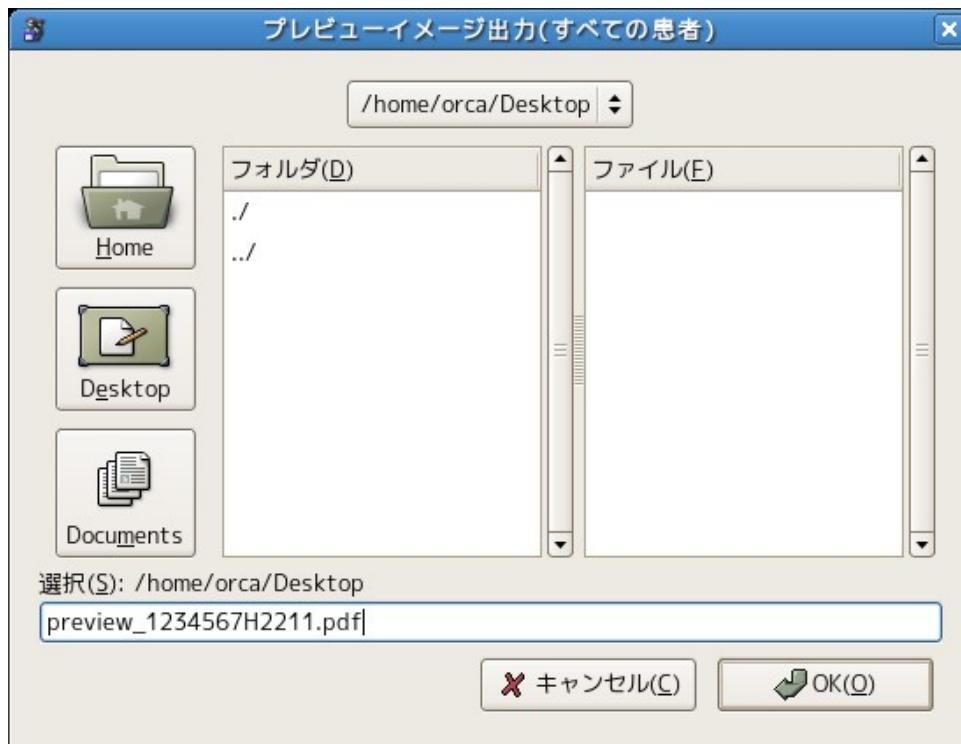 プレビューイメージ出力(すべての患者)
/home/orca/Desktop
Home
Desktop
Documents
フォルダ(D)
./
../
ファイル(F)
選択(S): /home/orca/Desktop
preview_1234567H2211.pdf
キャンセル(C)
OK(O)